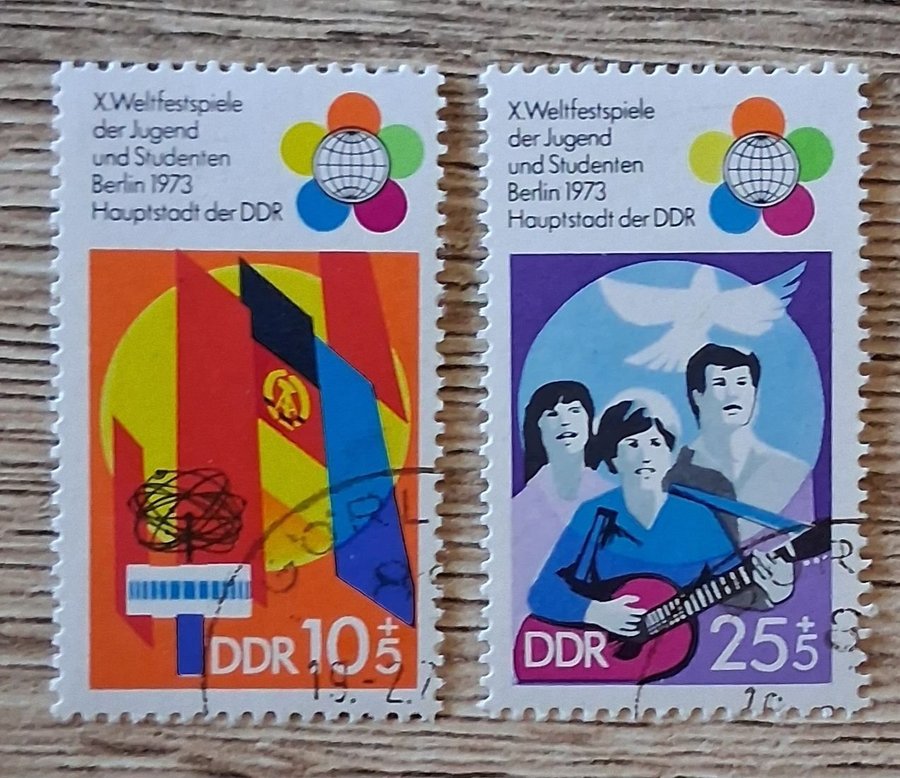 X.Weltfestspiele
der Jugend
und Studenten
Berlin 1973
Hauptstadt der DDR
DDR 10+5
X.Weltfestspiele
der Jugend
und Studenten
Berlin 1973
Hauptstadt der DDR
DDR 25+5